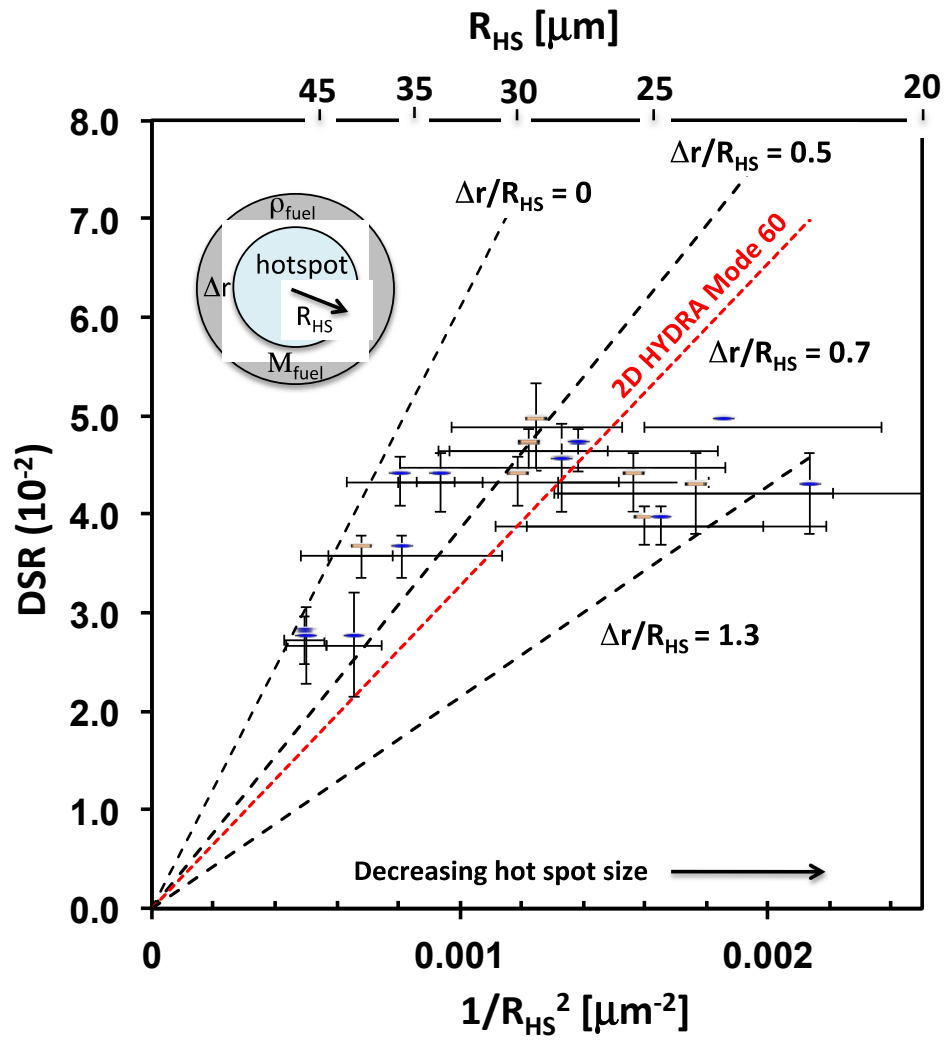 R_HS [μm]
45 35 30 25 20
8.0
7.0
6.0
5.0
4.0
3.0
2.0
1.0
0.0
DSR (10^-2)
Δr/R_HS = 0
Δr/R_HS = 0.5
2D HYDRA Mode 60
Δr/R_HS = 0.7
Δr/R_HS = 1.3
ρ_fuel
hotspot
Δr
R_HS
M_fuel
Decreasing hot spot size
0 0.001 0.002
1/R_HS^2 [μm^-2]